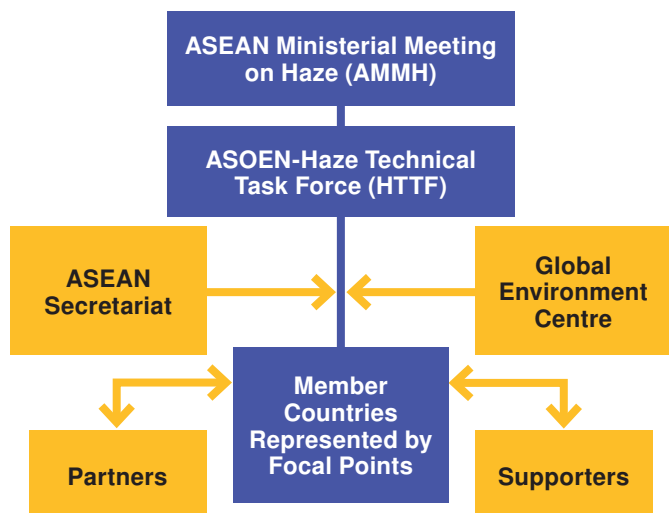 ASEAN Ministerial Meeting
on Haze (AMMH)
ASOEN-Haze Technical
Task Force (HTTF)
ASEAN
Secretariat
Global
Environment
Centre
Member
Countries
Represented by
Focal Points
Partners
Supporters